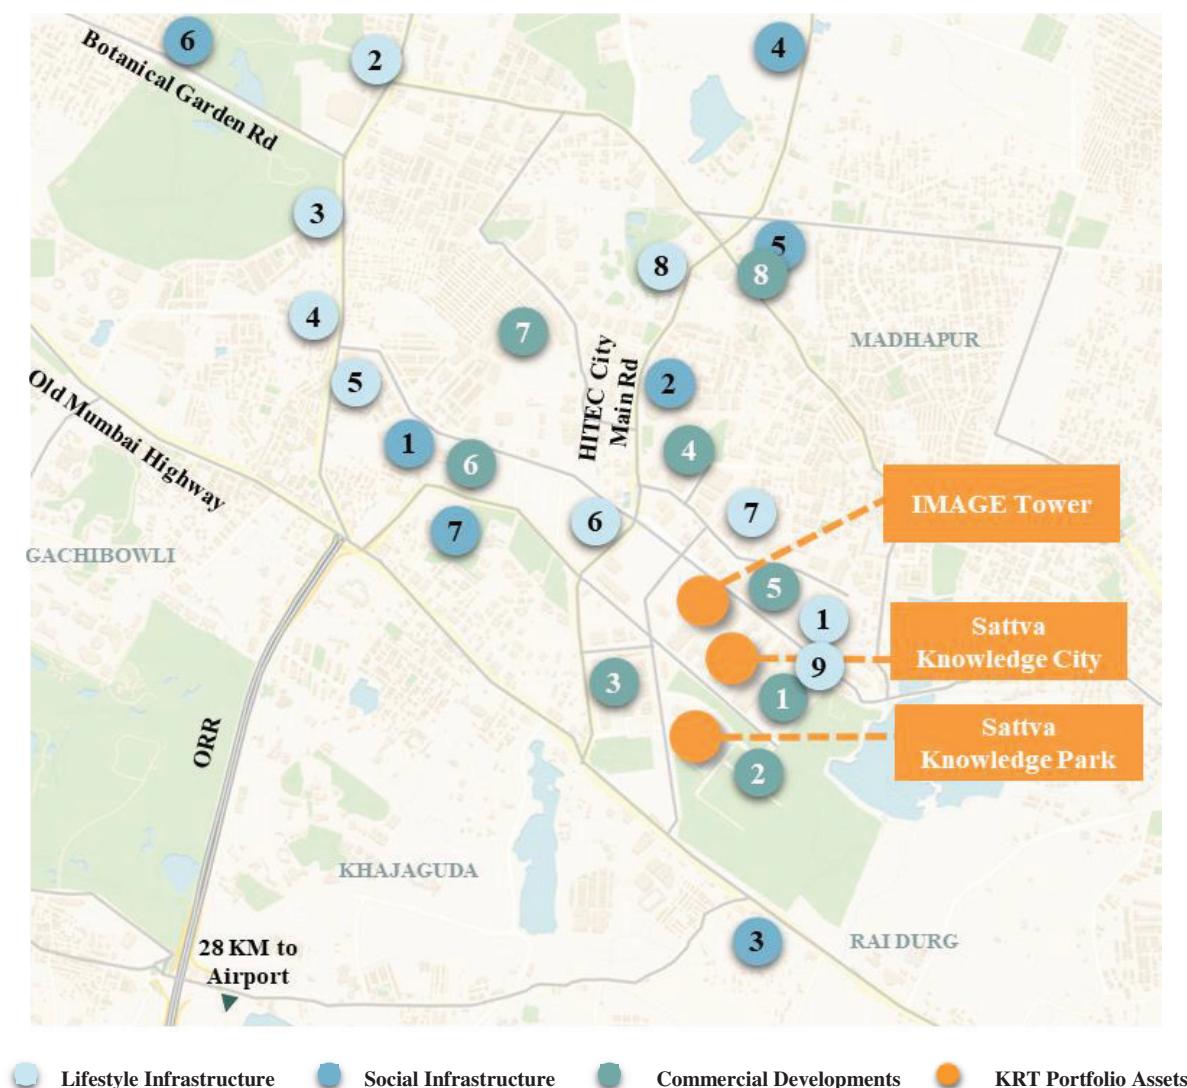 6
2
4
Botanical Garden Rd
3
5
8
8
4
7
MADHAPUR
HITEC City
Main Rd
5
2
Old Mumbai Highway
1
6
4
IMAGE Tower
7
6
7
GACHIBOWLI
5
1
Sattva
Knowledge City
9
3
1
Sattva
Knowledge Park
ORR
2
KHAJAGUDA
3
RAI DURG
28 KM to
Airport
Lifestyle Infrastructure
Social Infrastructure
Commercial Developments
KRT Portfolio Assets